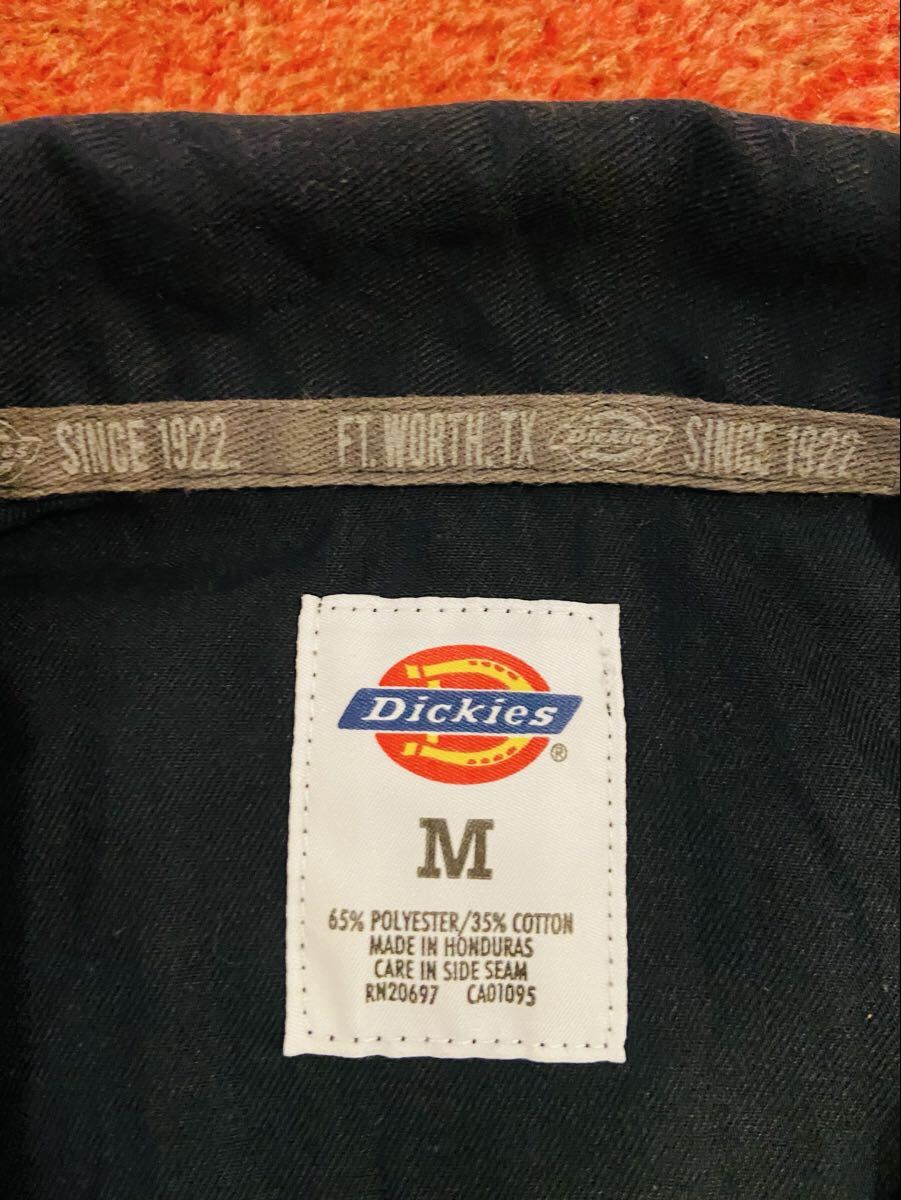 SINCE 1922. FT. WORTH, TX Dickies SINCE 1922
Dickies
®
M
65% POLYESTER/35% COTTON
MADE IN HONDURAS
CARE IN SIDE SEAM
RN20697 CA01095